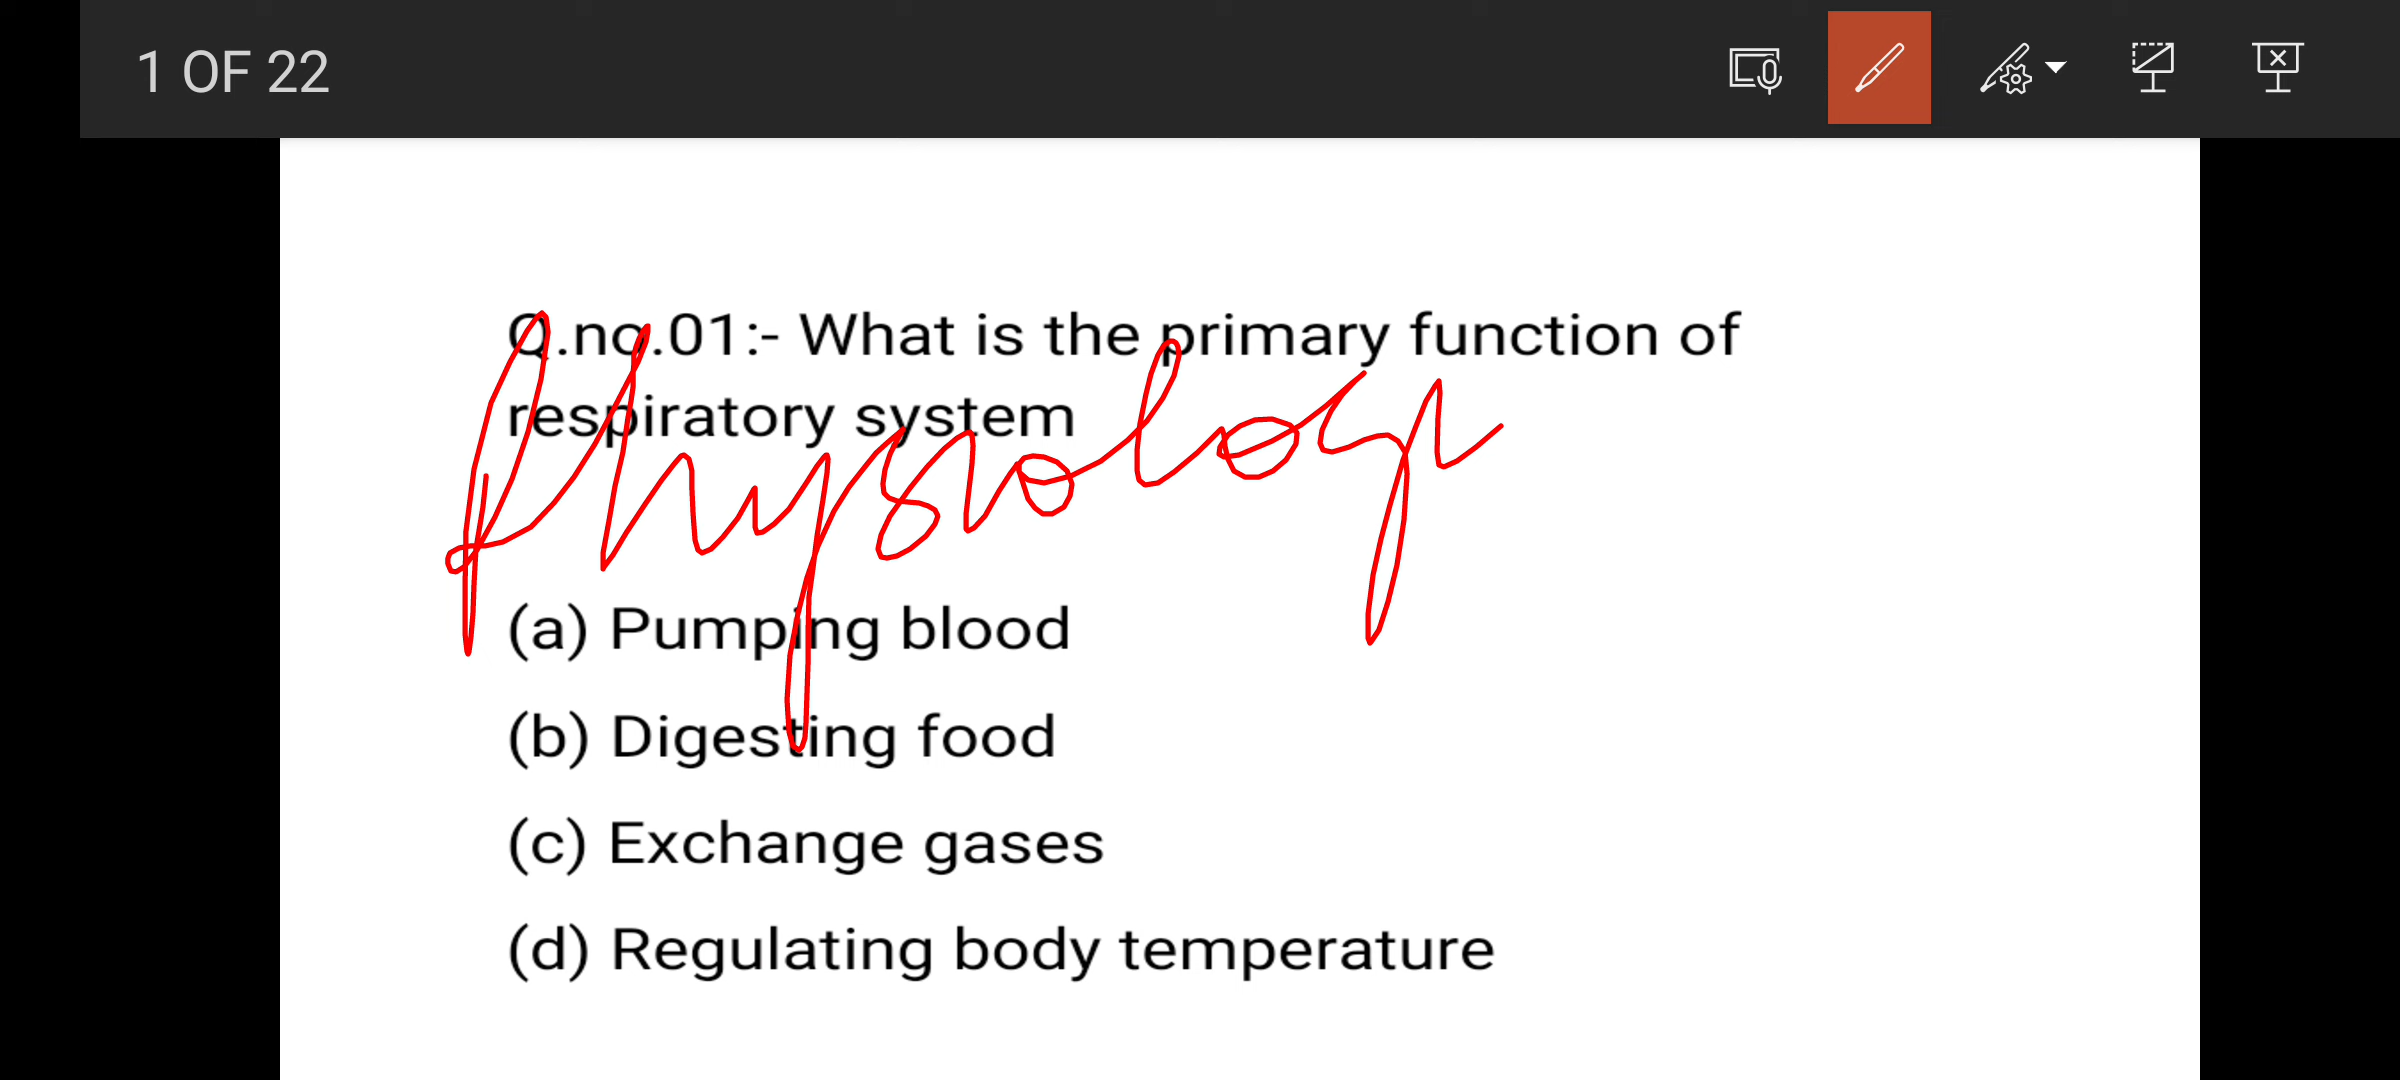 1 OF 22
Q.no.01:- What is the primary function of
respiratory system
Physiology
(a) Pumping blood
(b) Digesting food
(c) Exchange gases
(d) Regulating body temperature